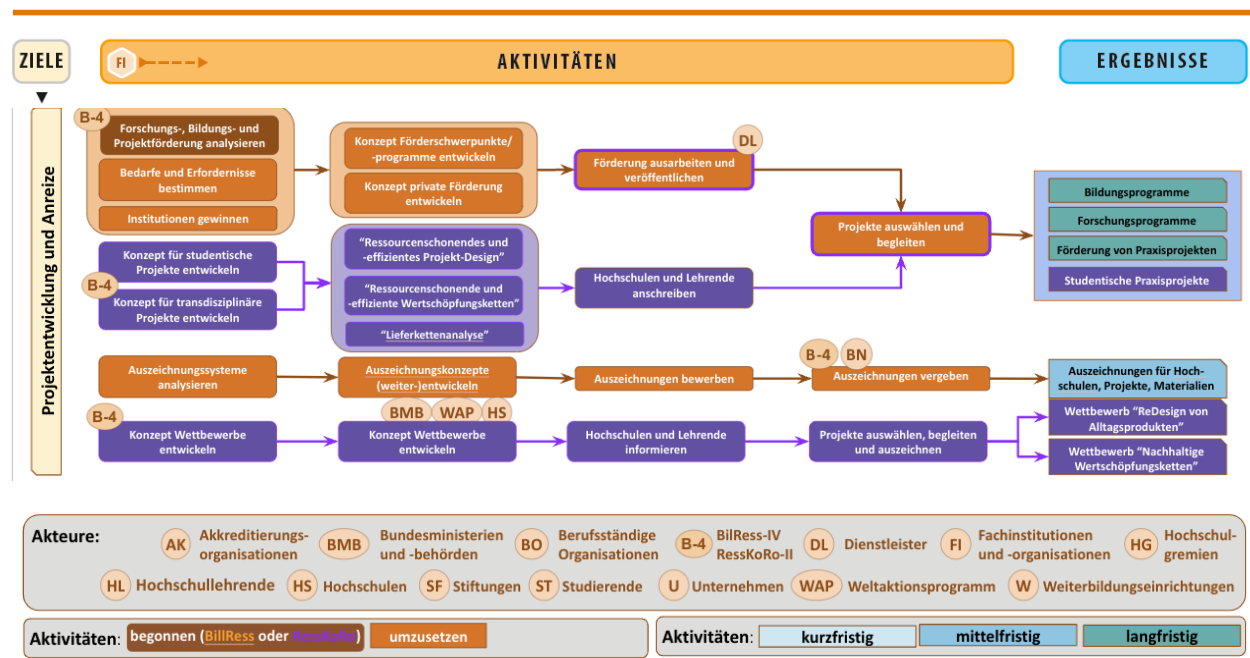 ZIELE
FI
AKTIVITÄTEN
ERGEBNISSE
Projektentwicklung und Anreize
B-4
Forschungs-, Bildungs- und
Projektförderung analysieren
Bedarfe und Erfordernisse
bestimmen
Institutionen gewinnen
Konzept Förderschwerpunkte/
-programme entwickeln
Konzept private Förderung
entwickeln
DL
Förderung ausarbeiten und
veröffentlichen
Projekte auswählen und
begleiten
Bildungsprogramme
Forschungsprogramme
Förderung von Praxisprojekten
Studentische Praxisprojekte
Konzept für studentische
Projekte entwickeln
B-4
Konzept für transdisziplinäre
Projekte entwickeln
“Ressourcenschonendes und
-effizientes Projekt-Design”
“Ressourcenschonende und
-effiziente Wertschöpfungsketten”
“Lieferkettenanalyse”
Hochschulen und Lehrende
anschreiben
Auszeichnungssysteme
analysieren
Auszeichnungskonzepte
(weiter-)entwickeln
Auszeichnungen bewerben
B-4
BN
Auszeichnungen vergeben
Auszeichnungen für Hoch-
schulen, Projekte, Materialien
B-4
Konzept Wettbewerbe
entwickeln
BMB
WAP
HS
Konzept Wettbewerbe
entwickeln
Hochschulen und Lehrende
informieren
Projekte auswählen, begleiten
und auszeichnen
Wettbewerb “ReDesign von
Alltagsprodukten”
Wettbewerb “Nachhaltige
Wertschöpfungsketten”
Akteure:
AK
Akkreditierungs-
organisationen
BMB
Bundesministerien
und -behörden
BO
Berufsständige
Organisationen
B-4
BilRess-IV
RessKoRo-II
DL
Dienstleister
FI
Fachinstitutionen
und -organisationen
HG
Hochschul-
gremien
HL
Hochschullehrende
HS
Hochschulen
SF
Stiftungen
ST
Studierende
U
Unternehmen
WAP
Weltaktionsprogramm
W
Weiterbildungseinrichtungen
Aktivitäten:
begonnen (BillRess oder RessKoRo)
umzusetzen
Aktivitäten:
kurzfristig
mittelfristig
langfristig